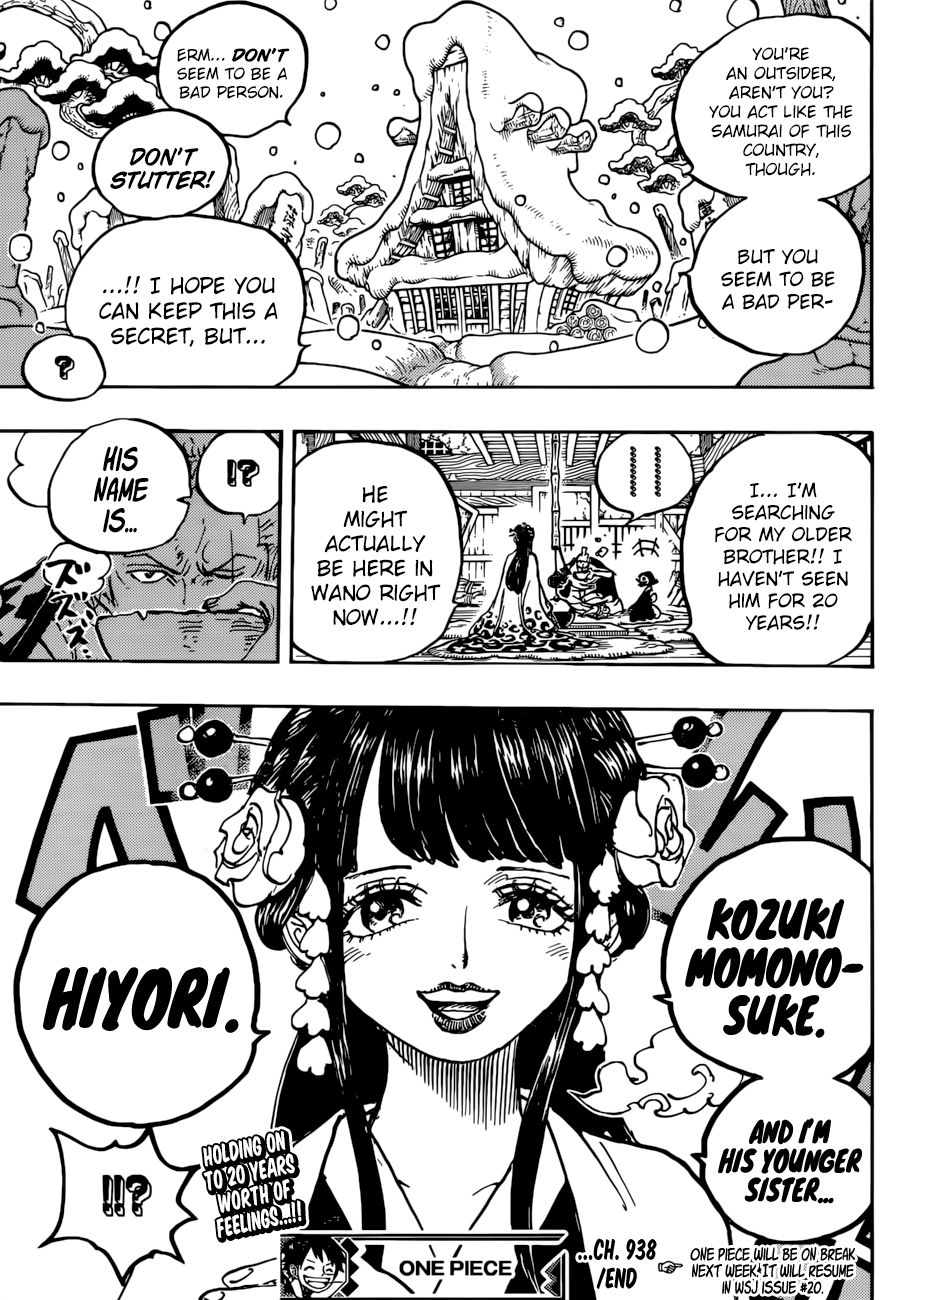 YOU'RE
AN OUTSIDER,
AREN'T YOU?
YOU ACT LIKE THE
SAMURAI OF THIS
COUNTRY,
THOUGH.
BUT YOU
SEEM TO BE
A BAD PER-
ERM... DON'T
SEEM TO BE A
BAD PERSON.
DON'T
STUTTER!
...!! I HOPE YOU
CAN KEEP THIS A
SECRET, BUT...
?
I... I'M
SEARCHING
FOR MY OLDER
BROTHER!! I
HAVEN'T SEEN
HIM FOR 20
YEARS!!
HE
MIGHT
ACTUALLY
BE HERE IN
WANO RIGHT
NOW...!!
!?
HIS
NAME
IS...
ズズズ...
KOZUKI
MOMONO-
SUKE.
AND I'M
HIS YOUNGER
SISTER...
HIYORI.
!!?
HOLDING ON
TO 20 YEARS
WORTH OF
FEELINGS...!!
ONE PIECE
...CH. 938
/END
☞ ONE PIECE WILL BE ON BREAK
NEXT WEEK. IT WILL RESUME
IN WSJ ISSUE #20.